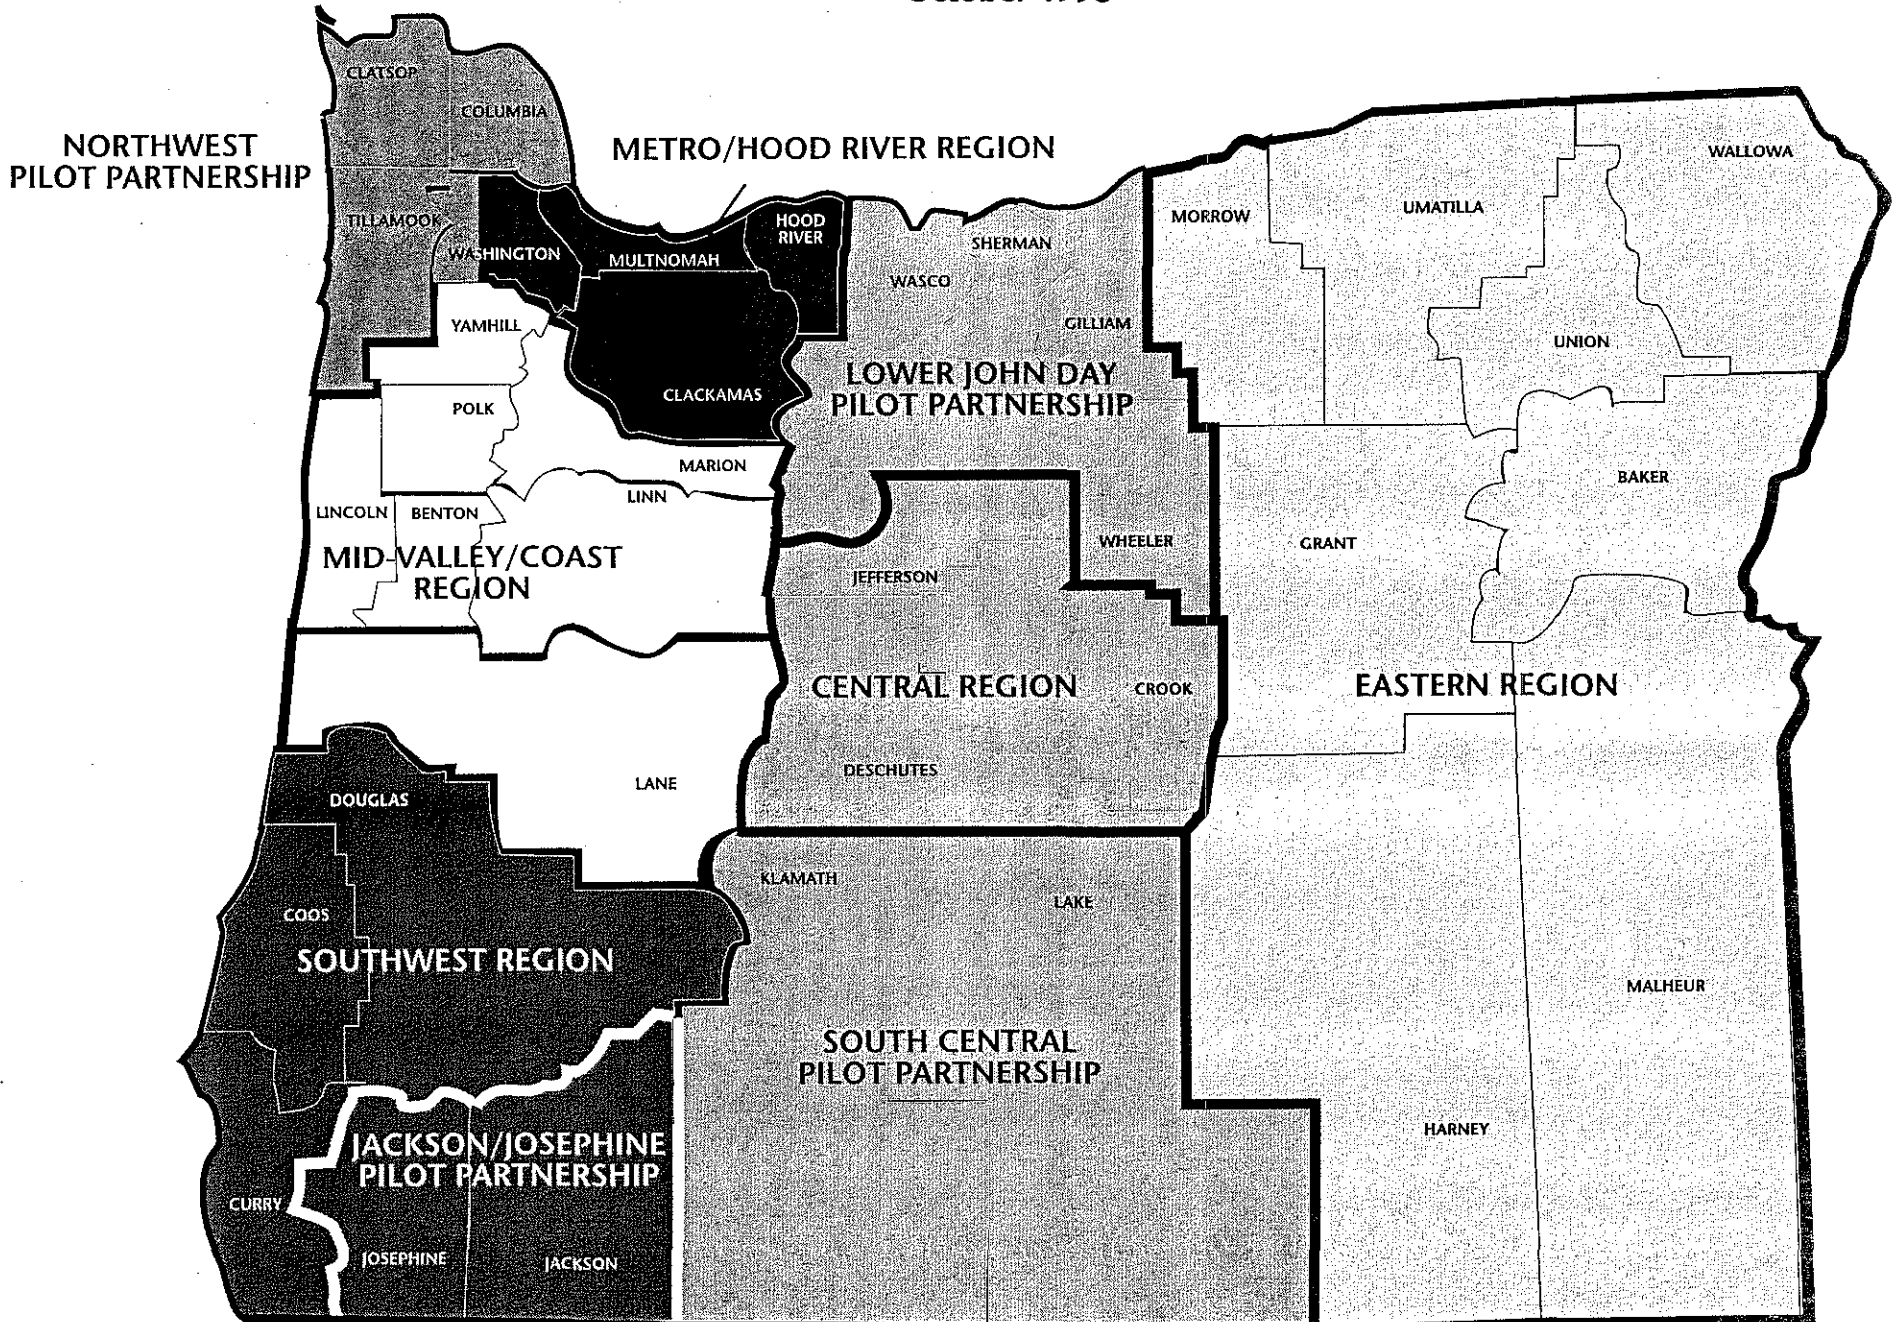 CLATSOP
COLUMBIA
NORTHWEST
PILOT PARTNERSHIP
METRO/HOOD RIVER REGION
WALLOWA
TILLAMOOK
WASHINGTON
MULTNOMAH
HOOD
RIVER
MORROW
UMATILLA
SHERMAN
WASCO
GILLIAM
YAMHILL
UNION
LOWER JOHN DAY
PILOT PARTNERSHIP
CLACKAMAS
POLK
MARION
BAKER
LINN
LINCOLN
BENTON
MID-VALLEY/COAST
REGION
WHEELER
GRANT
JEFFERSON
CENTRAL REGION
CROOK
EASTERN REGION
DESCHUTES
LANE
DOUGLAS
KLAMATH
LAKE
COOS
SOUTHWEST REGION
MALHEUR
SOUTH CENTRAL
PILOT PARTNERSHIP
HARNEY
JACKSON/JOSEPHINE
PILOT PARTNERSHIP
CURRY
JOSEPHINE
JACKSON